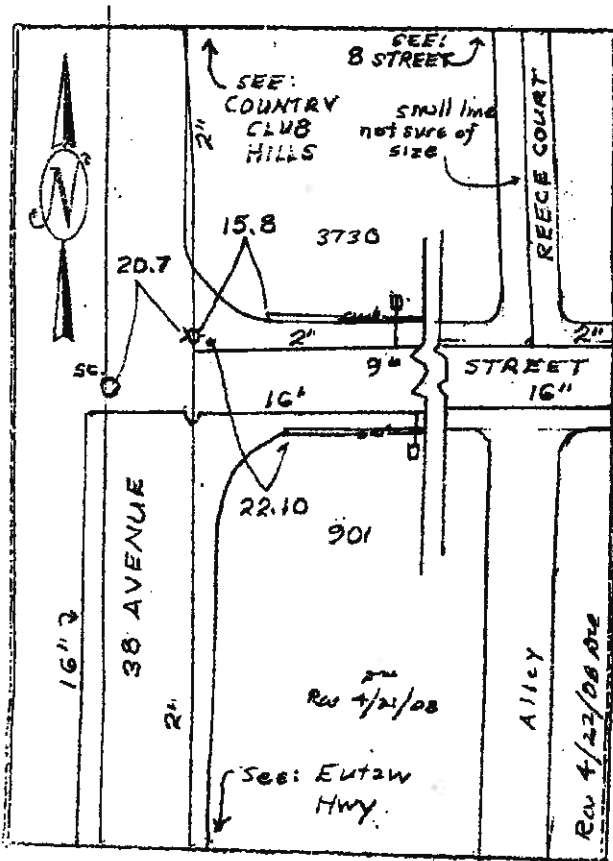 SEE:
8 STREET
SEE:
COUNTRY
CLUB
HILLS
2"
small line
not sure of
size
REECE COURT
N
15.8
3730
20.7
2"
2"
9th
STREET
16"
16"
22.10
901
38 AVENUE
16"
2"
Rev 4/21/08
Alley
Rev 4/22/08
See: Eutaw
Hwy.